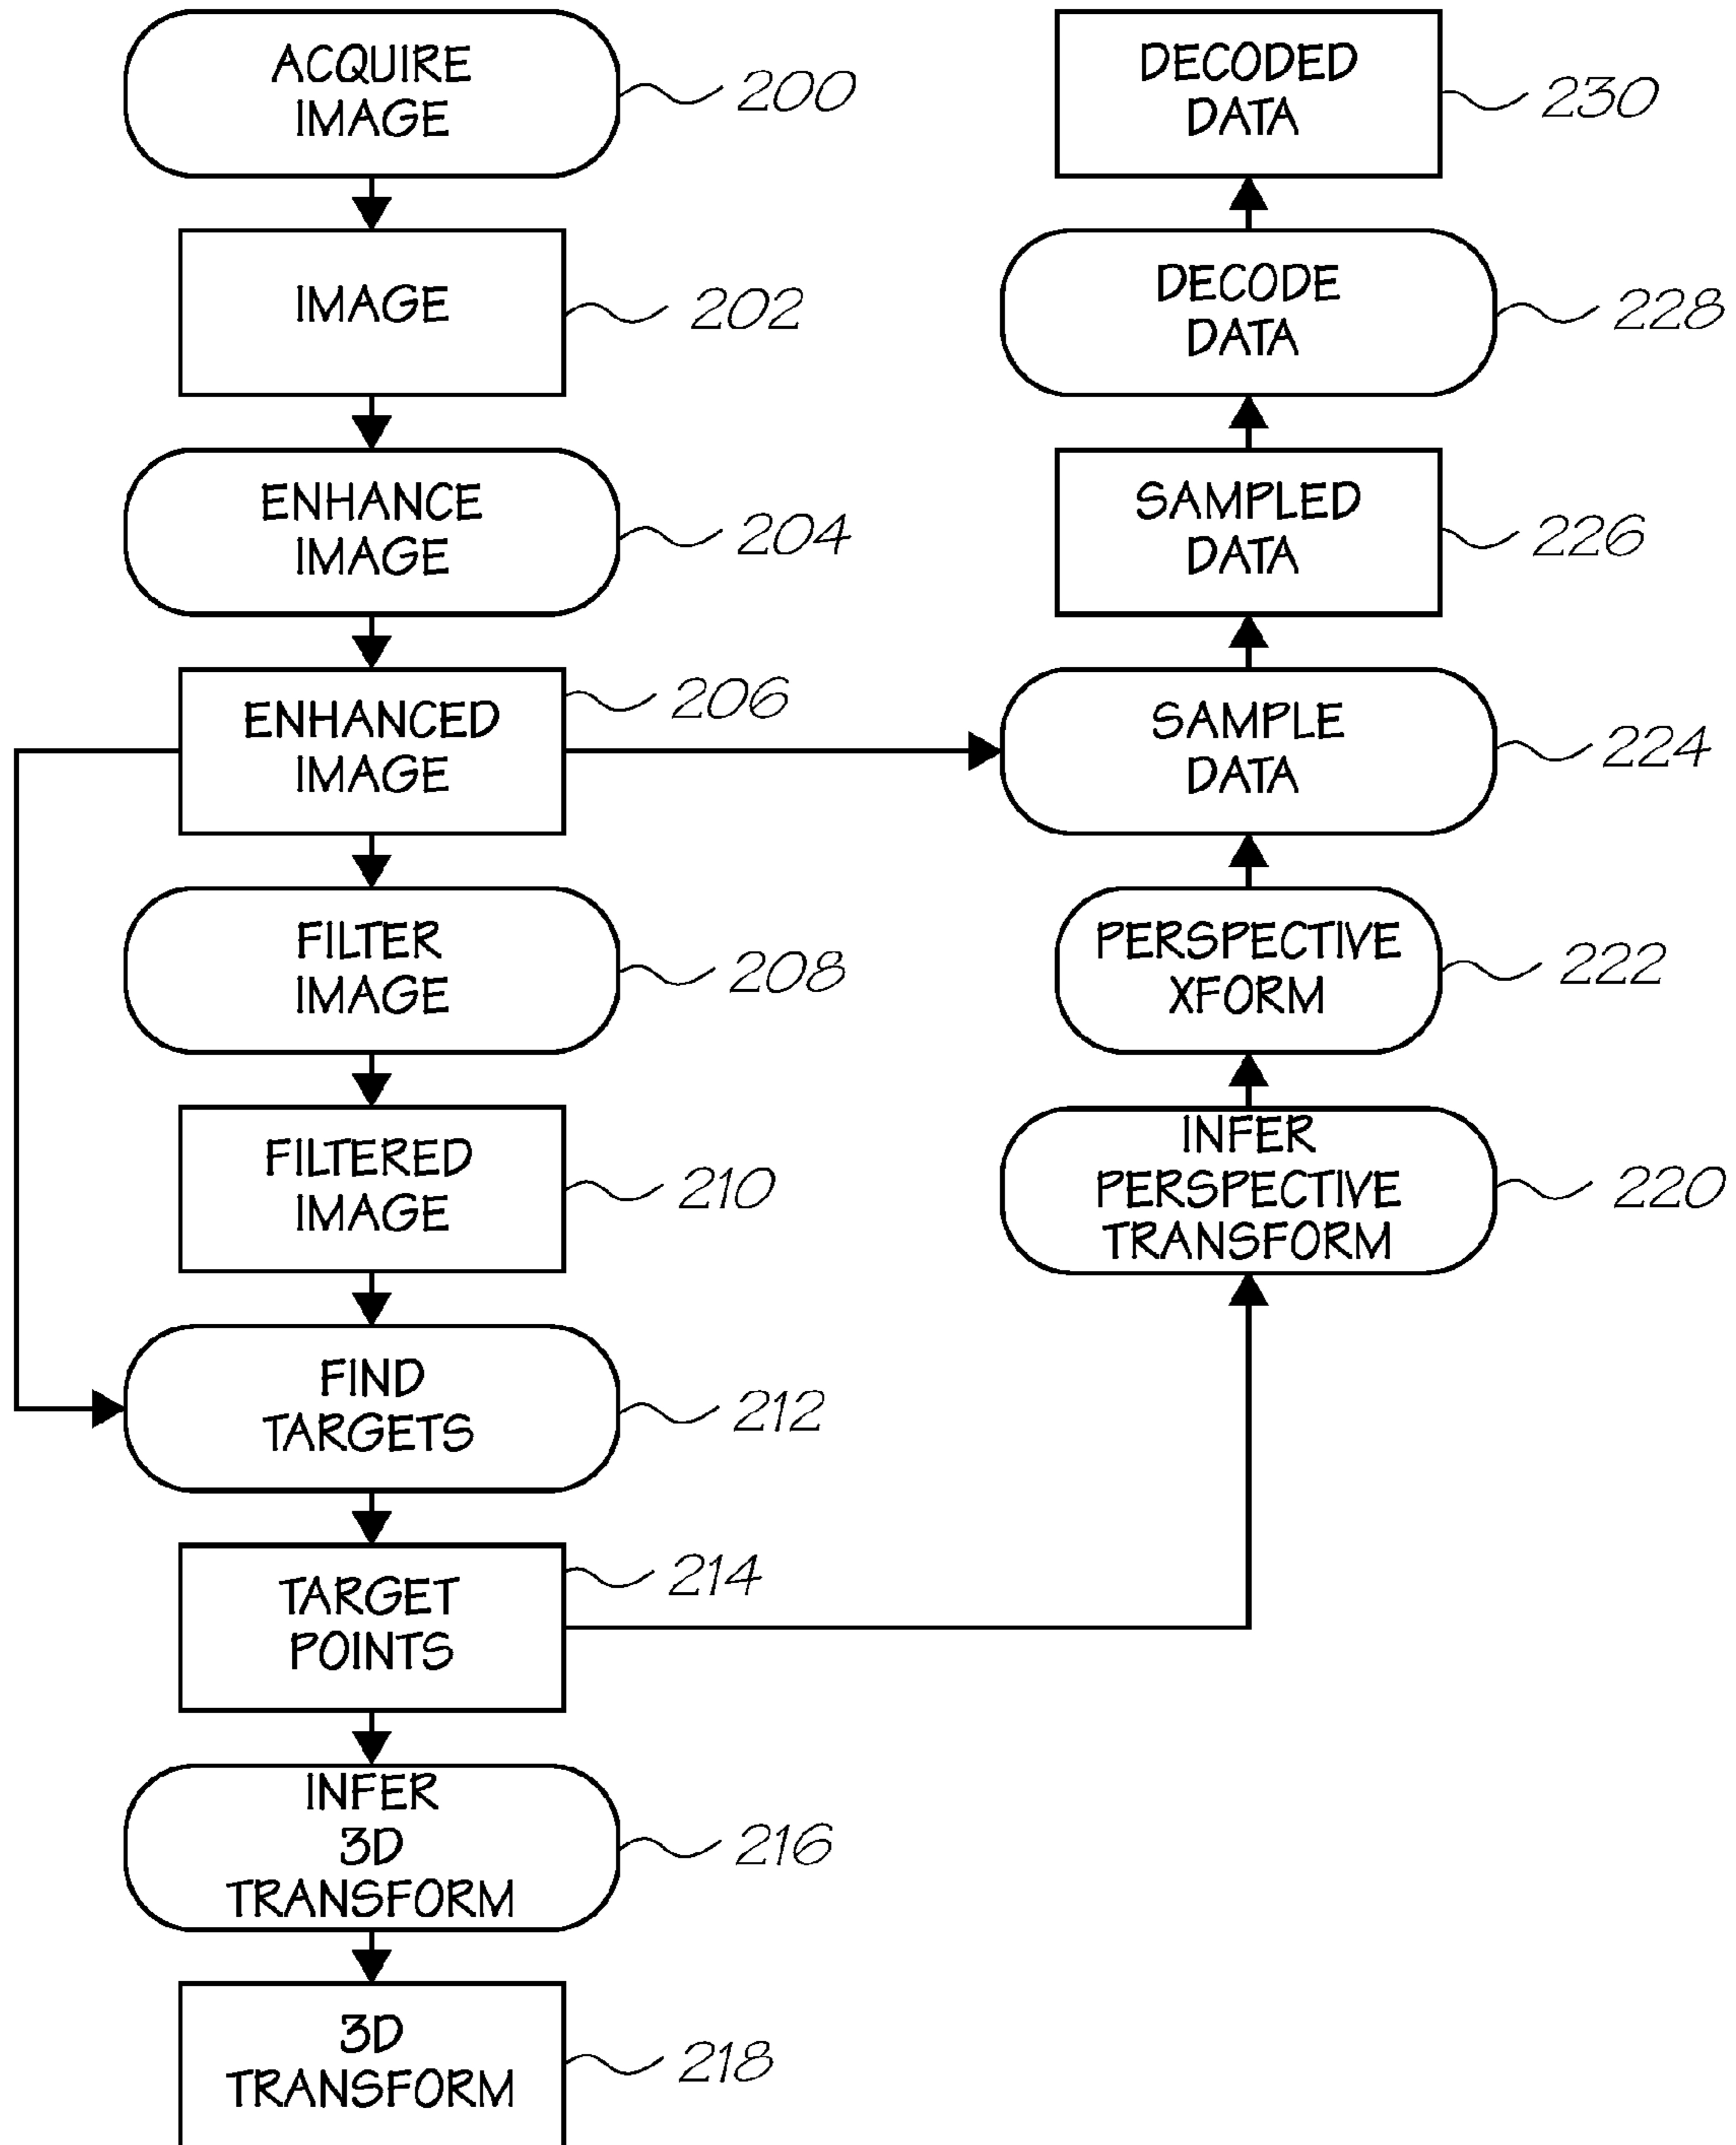 ACQUIRE
IMAGE
200
IMAGE
202
ENHANCE
IMAGE
204
ENHANCED
IMAGE
206
FILTER
IMAGE
208
FILTERED
IMAGE
210
FIND
TARGETS
212
TARGET
POINTS
214
INFER
3D
TRANSFORM
216
3D
TRANSFORM
218
DECODED
DATA
230
DECODE
DATA
228
SAMPLED
DATA
226
SAMPLE
DATA
224
PERSPECTIVE
XFORM
222
INFER
PERSPECTIVE
TRANSFORM
220